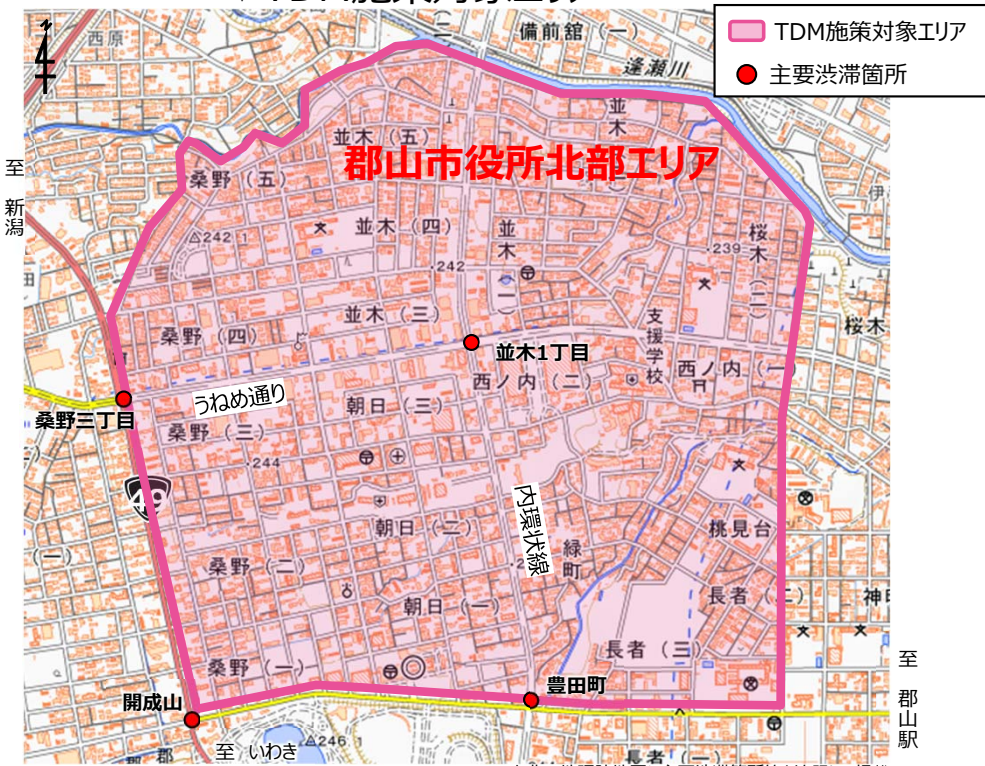 TDM施策対象エリア
主要渋滞箇所
西原
備前舘(一)
逢瀬川
並木(五)
並木
郡山市役所北部エリア
至 新潟
桑野(五)
並木(四)
並木(一)
桜木(二)
242
・239
・242
並木(三)
桑野(四)
支援学校
桜木
並木1丁目
西ノ内(二)
西ノ内(一)
うねめ通り
朝日(三)
桑野三丁目
桑野(三)
・244
49
内環状線
朝日(二)
緑町
桃見台
桑野(二)
朝日(一)
長者(二)
長者(三)
桑野(一)
豊田町
開成山
至 郡山駅
至 いわき
246
長者(一)